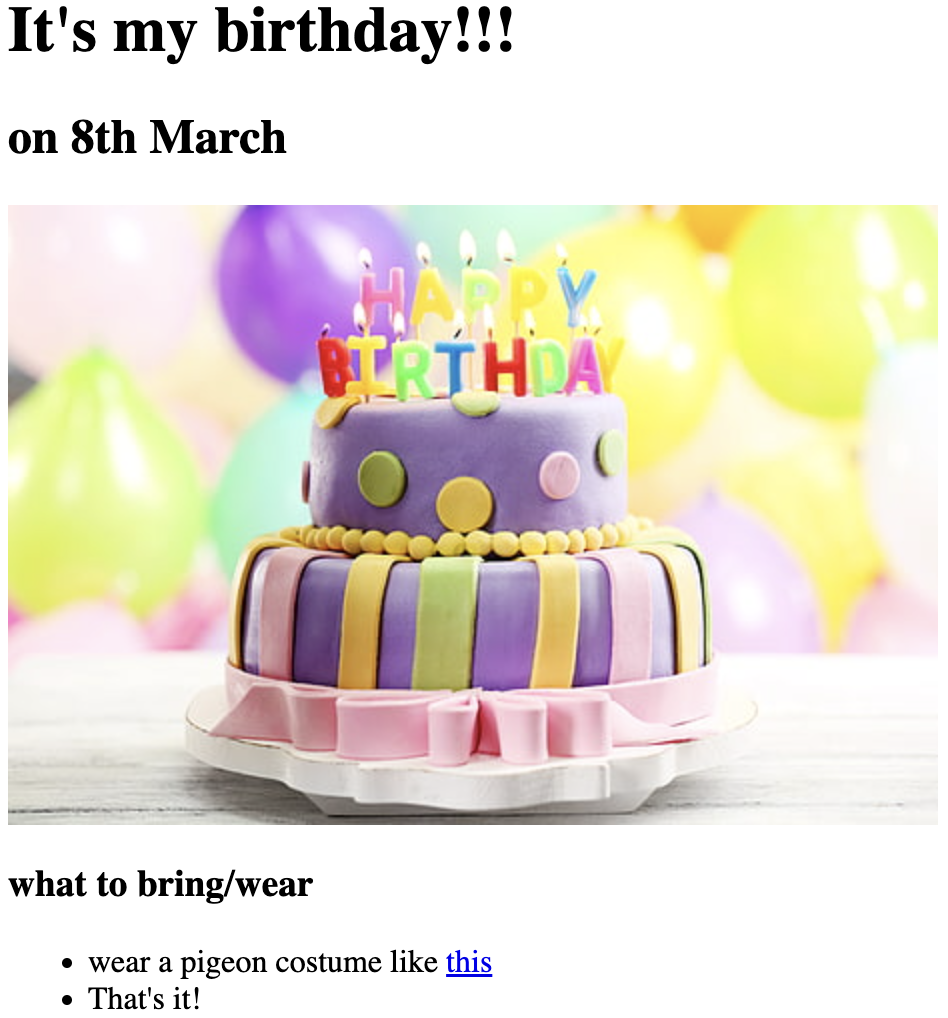 It's my birthday!!!
on 8th March
HAPPY
BIRTHDAY
what to bring/wear
wear a pigeon costume like this
That's it!